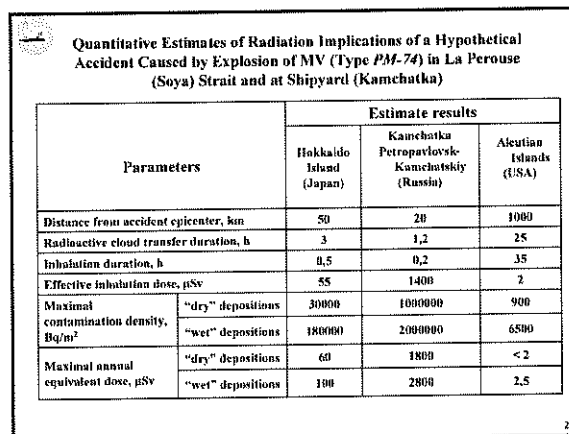 Quantitative Estimates of Radiation Implications of a Hypothetical
Accident Caused by Explosion of MV (Type PM-74) in La Perouse
(Soya) Strait and at Shipyard (Kamchatka)
Parameters
Estimate results
Hokkaido
Island
(Japan)
Kamchatka
Petropavlovsk-
Kamchatskiy
(Russia)
Aleutian
Islands
(USA)
Distance from accident epicenter, km 50 20 1000
Radioactive cloud transfer duration, h 3 1,2 25
Inhalation duration, h 0,5 0,2 35
Effective inhalation dose, μSv 55 1400 2
Maximal
contamination density,
Bq/m²
"dry" depositions 30000 1000000 900
"wet" depositions 180000 2000000 6500
Maximal annual
equivalent dose, μSv
"dry" depositions 60 1800 < 2
"wet" depositions 100 2800 2,5
2